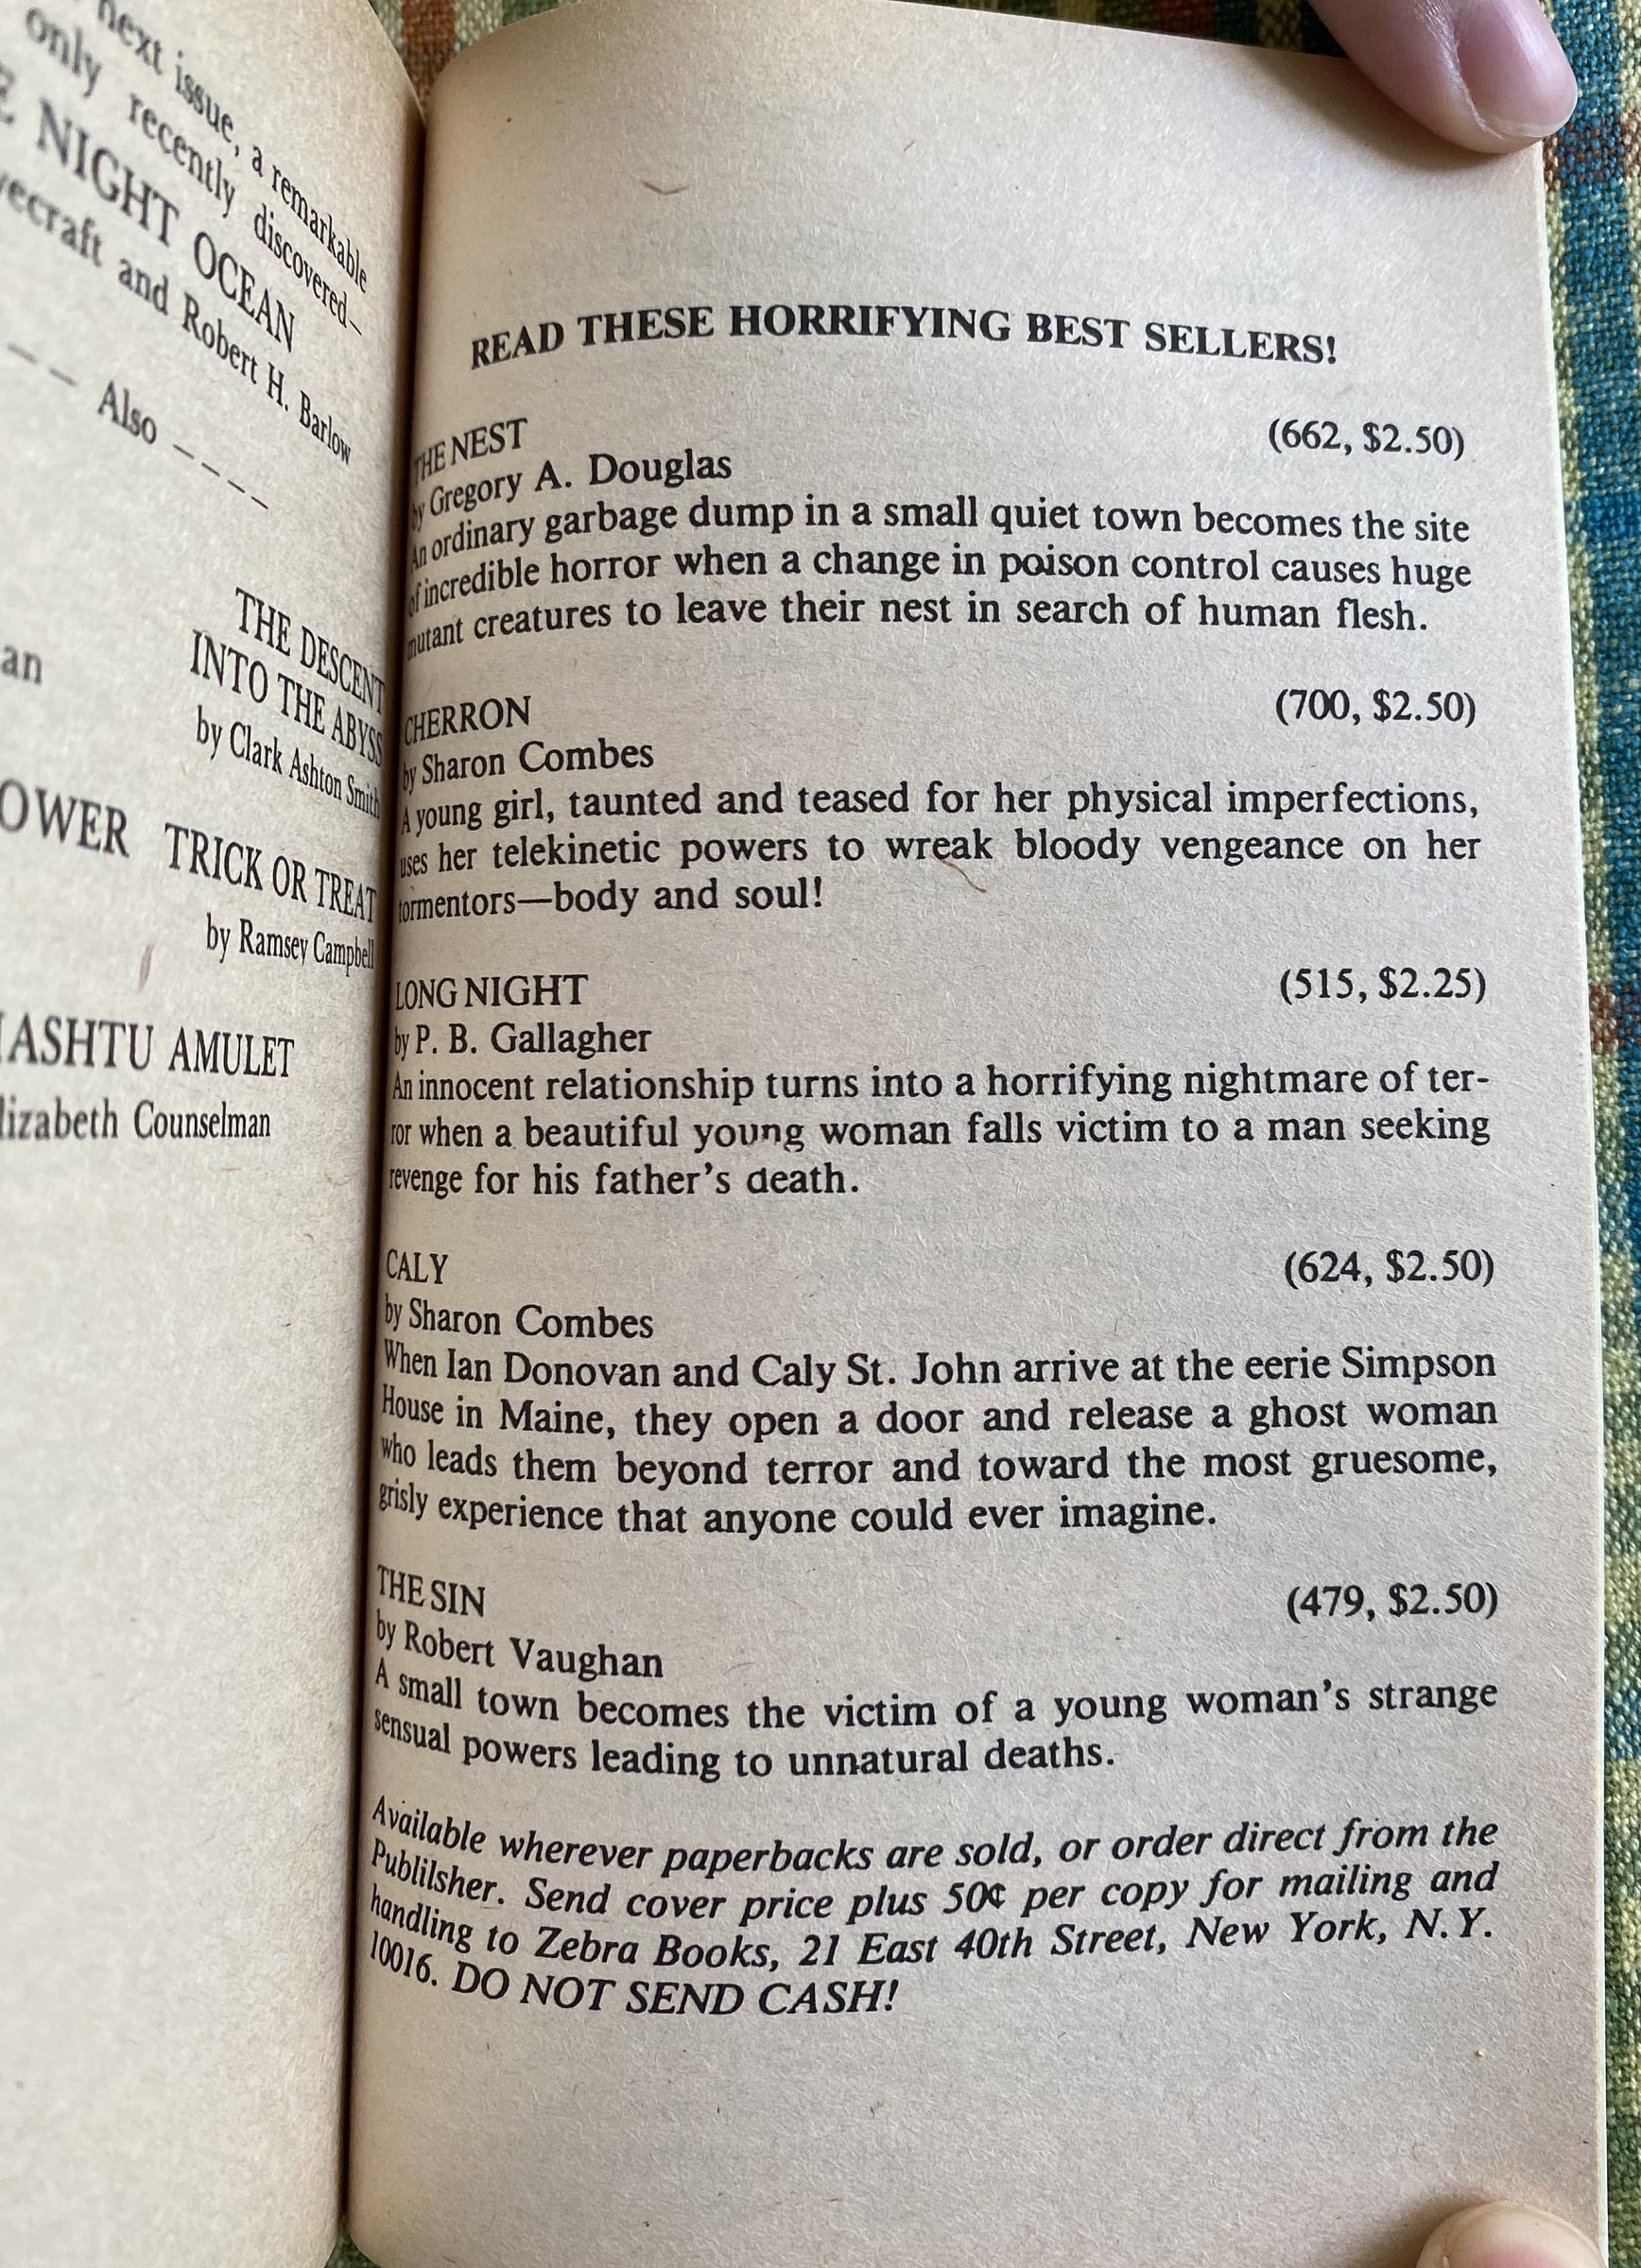 next issue, a remarkable
only recently discovered—
NIGHT OCEAN
and Robert H. Barlow
— — Also — — — —
THE DESCENT
INTO THE ABYSS
by Clark Ashton Smith
TRICK OR TREAT
by Ramsey Campbell
AMULET
Counselman
READ THESE HORRIFYING BEST SELLERS!
THE NEST (662, $2.50)
by Gregory A. Douglas
An ordinary garbage dump in a small quiet town becomes the site
of incredible horror when a change in poison control causes huge
mutant creatures to leave their nest in search of human flesh.
CHERRON (700, $2.50)
by Sharon Combes
A young girl, taunted and teased for her physical imperfections,
uses her telekinetic powers to wreak bloody vengeance on her
tormentors—body and soul!
LONG NIGHT (515, $2.25)
by P. B. Gallagher
An innocent relationship turns into a horrifying nightmare of ter-
ror when a beautiful young woman falls victim to a man seeking
revenge for his father's death.
CALY (624, $2.50)
by Sharon Combes
When Ian Donovan and Caly St. John arrive at the eerie Simpson
House in Maine, they open a door and release a ghost woman
who leads them beyond terror and toward the most gruesome,
grisly experience that anyone could ever imagine.
THE SIN (479, $2.50)
by Robert Vaughan
A small town becomes the victim of a young woman's strange
sensual powers leading to unnatural deaths.
Available wherever paperbacks are sold, or order direct from the
Publilsher. Send cover price plus 50¢ per copy for mailing and
handling to Zebra Books, 21 East 40th Street, New York, N.Y.
10016. DO NOT SEND CASH!